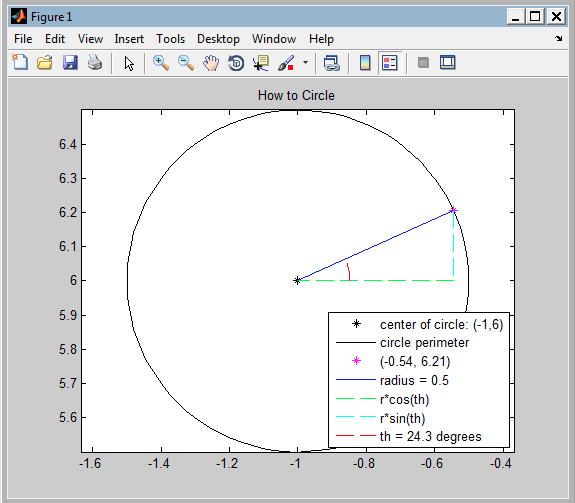 Figure 1
File Edit View Insert Tools Desktop Window Help
How to Circle
6.4
6.3
6.2
6.1
6
5.9
5.8
5.7
5.6
-1.6 -1.4 -1.2 -1 -0.8 -0.6 -0.4
center of circle: (-1,6)
circle perimeter
(-0.54, 6.21)
radius = 0.5
r*cos(th)
r*sin(th)
th = 24.3 degrees